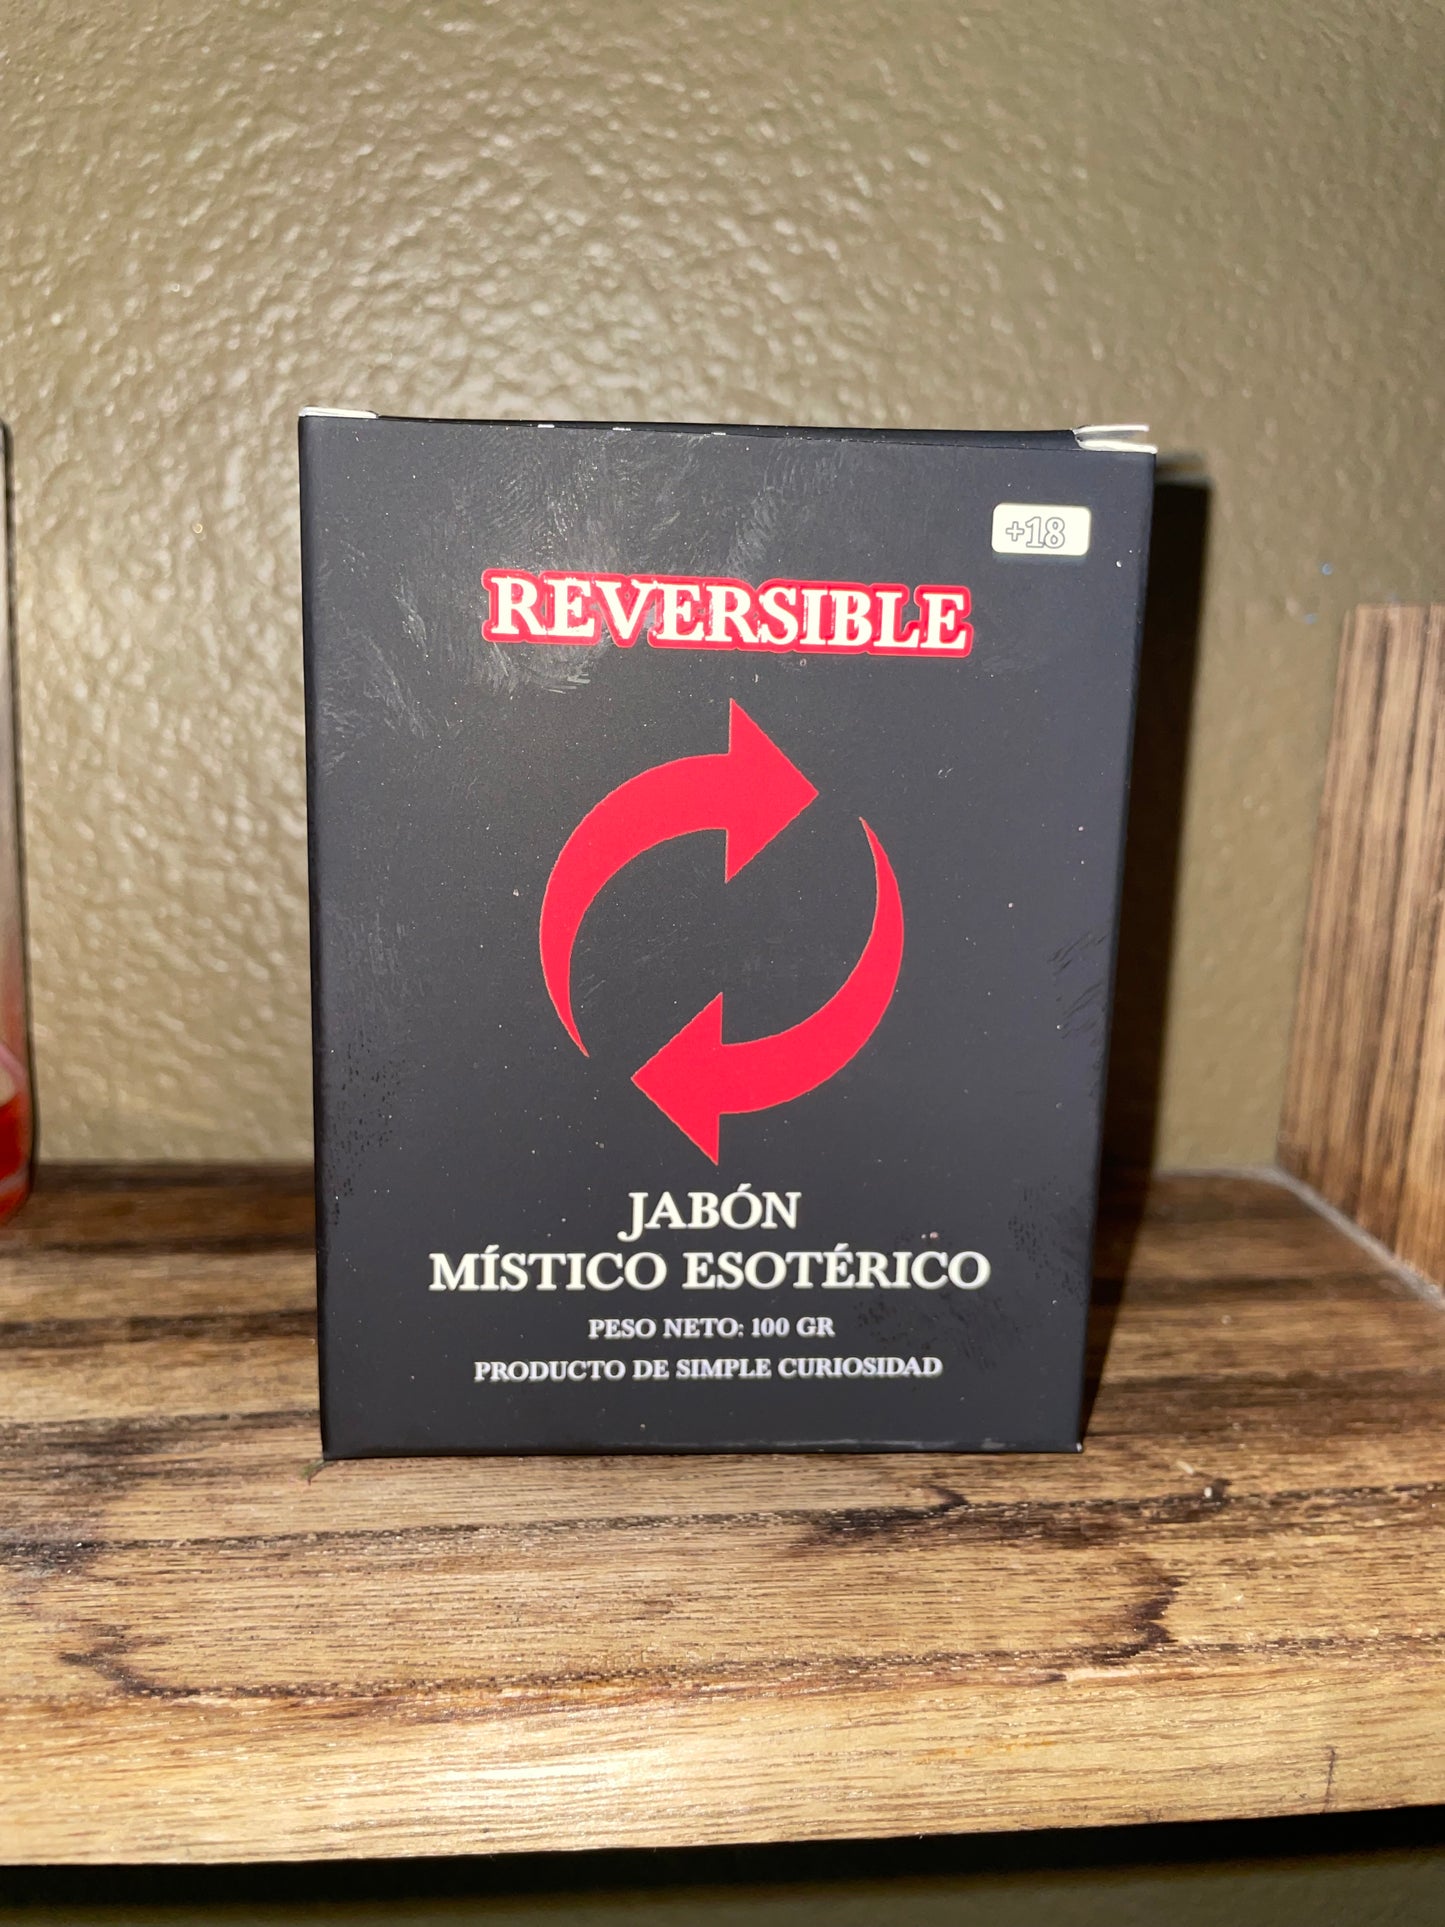 +18
REVERSIBLE
JABÓN
MÍSTICO ESOTÉRICO
PESO NETO: 100 GR
PRODUCTO DE SIMPLE CURIOSIDAD